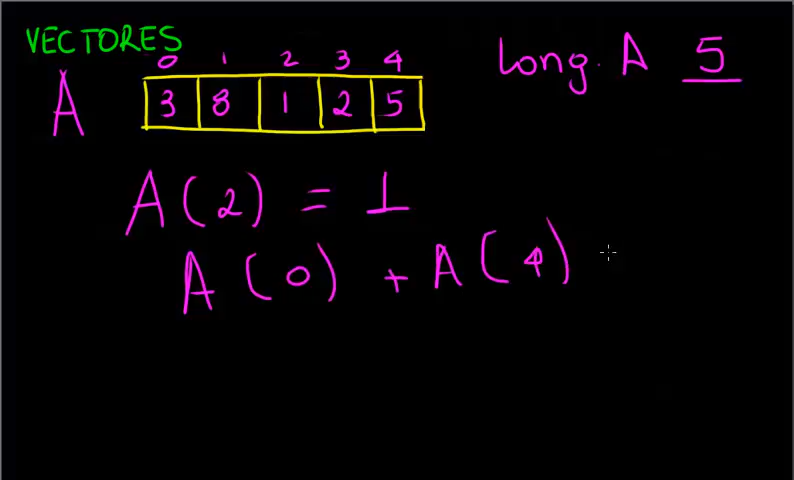 VECTORES
0 1 2 3 4
A 3 8 1 2 5
Long. A 5
A(2) = 1
A(0) + A(4)